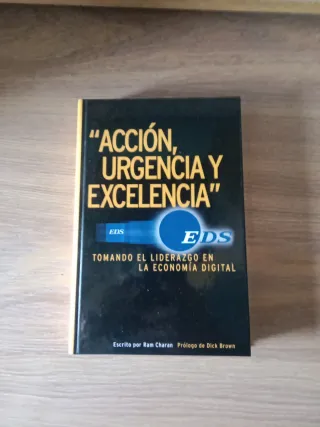 “ACCIÓN,
URGENCIA Y
EXCELENCIA”
EDS
EDS
TOMANDO EL LIDERAZGO EN
LA ECONOMÍA DIGITAL
Escrito por Ram Charan Prólogo de Dick Brown